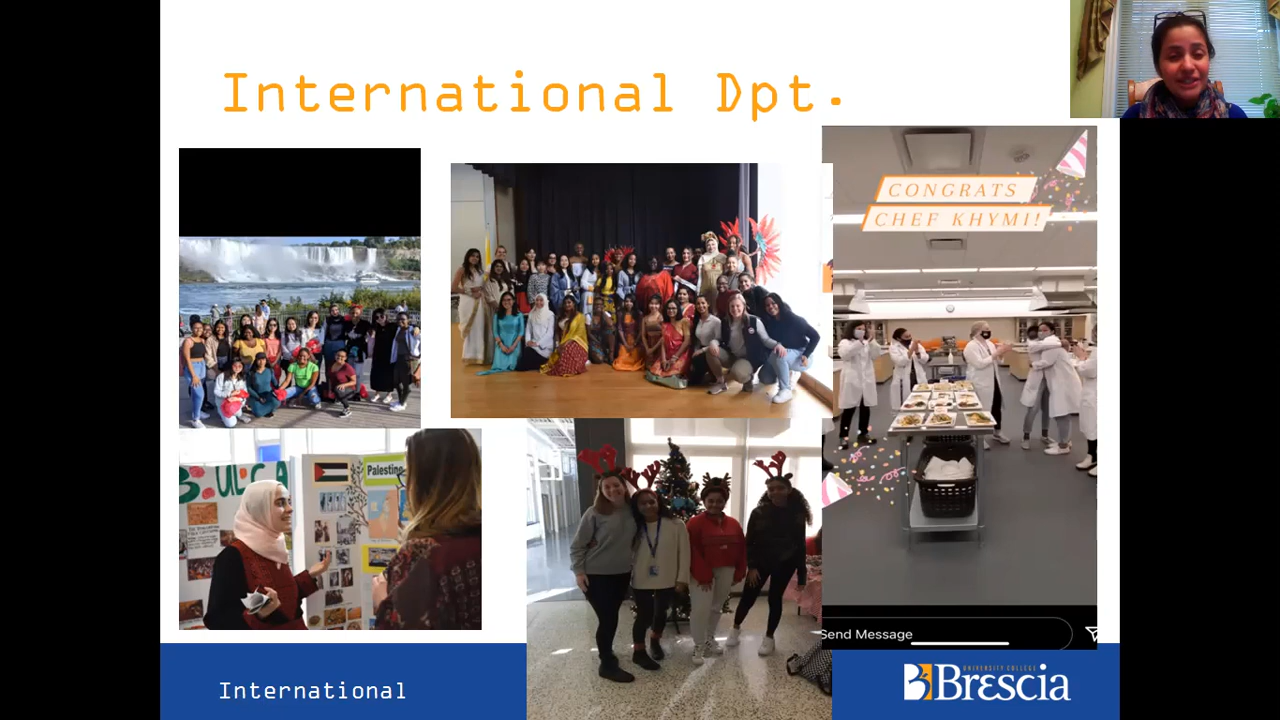 International Dpt.
CONGRATS
CHEF KHYMI!
Palestine
Send Message
International
UNIVERSITY COLLEGE
Brescia